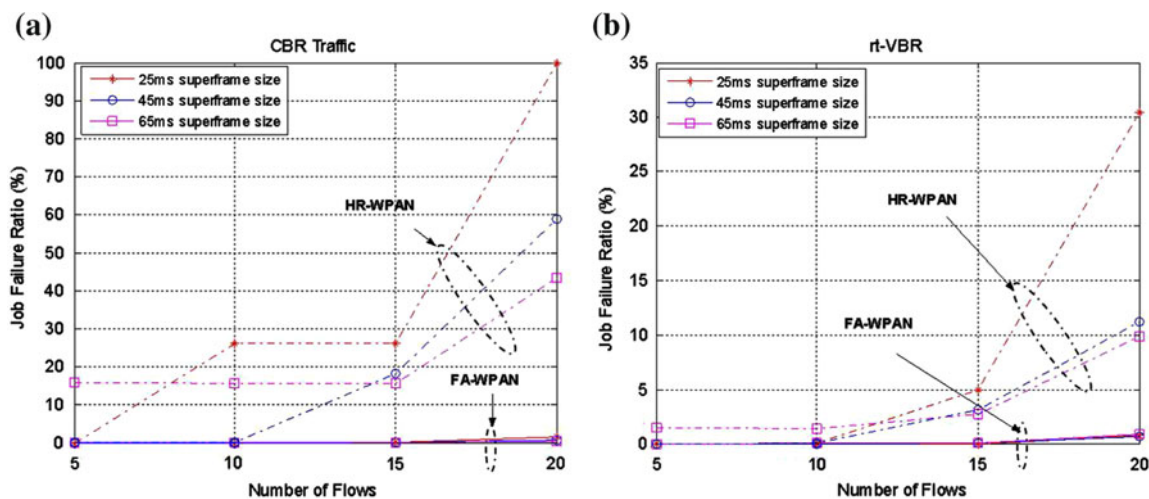 (a)
CBR Traffic
Job Failure Ratio (%)
100
90
80
70
60
50
40
30
20
10
0
25ms superframe size
45ms superframe size
65ms superframe size
HR-WPAN
FA-WPAN
5
10
15
20
Number of Flows
(b)
rt-VBR
Job Failure Ratio (%)
35
30
25
20
15
10
5
0
25ms superframe size
45ms superframe size
65ms superframe size
HR-WPAN
FA-WPAN
5
10
15
20
Number of Flows